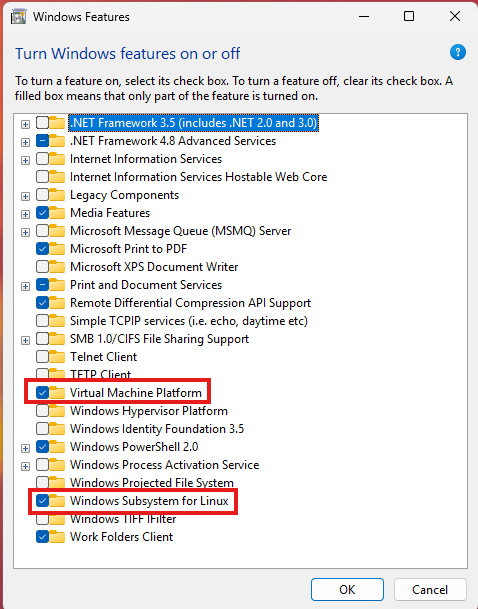 Windows Features
Turn Windows features on or off
To turn a feature on, select its check box. To turn a feature off, clear its check box. A
filled box means that only part of the feature is turned on.
.NET Framework 3.5 (includes .NET 2.0 and 3.0)
.NET Framework 4.8 Advanced Services
Internet Information Services
Internet Information Services Hostable Web Core
Legacy Components
Media Features
Microsoft Message Queue (MSMQ) Server
Microsoft Print to PDF
Microsoft XPS Document Writer
Print and Document Services
Remote Differential Compression API Support
Simple TCPIP services (i.e. echo, daytime etc)
SMB 1.0/CIFS File Sharing Support
Telnet Client
TFTP Client
Virtual Machine Platform
Windows Hypervisor Platform
Windows Identity Foundation 3.5
Windows PowerShell 2.0
Windows Process Activation Service
Windows Projected File System
Windows Subsystem for Linux
Windows TIFF IFilter
Work Folders Client
OK Cancel